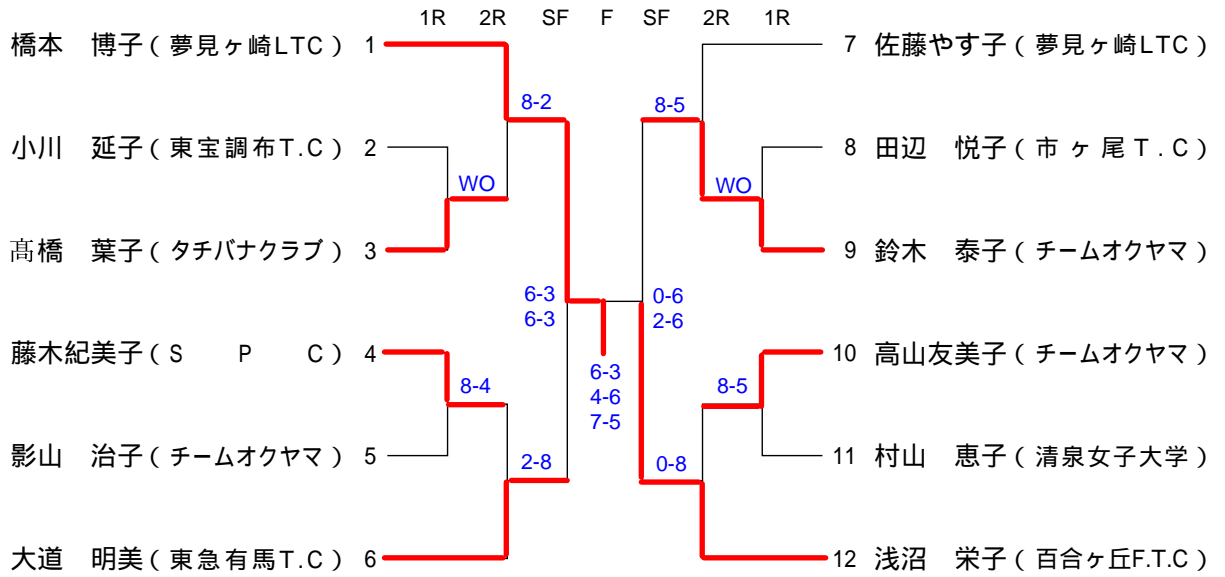 1R 2R SF F SF 2R 1R
橋本 博子(夢見ヶ崎LTC) 1
7 佐藤やす子(夢見ヶ崎LTC)
8-2
8-5
小川 延子(東宝調布T.C) 2
8 田辺 悦子(市ヶ尾T.C)
WO
WO
髙橋 葉子(タチバナクラブ) 3
9 鈴木 泰子(チームオクヤマ)
6-3
6-3
0-6
2-6
藤木紀美子(S P C) 4
10 高山友美子(チームオクヤマ)
6-3
4-6
7-5
8-4
8-5
影山 治子(チームオクヤマ) 5
11 村山 恵子(清泉女子大学)
2-8
0-8
大道 明美(東急有馬T.C) 6
12 浅沼 栄子(百合ヶ丘F.T.C)